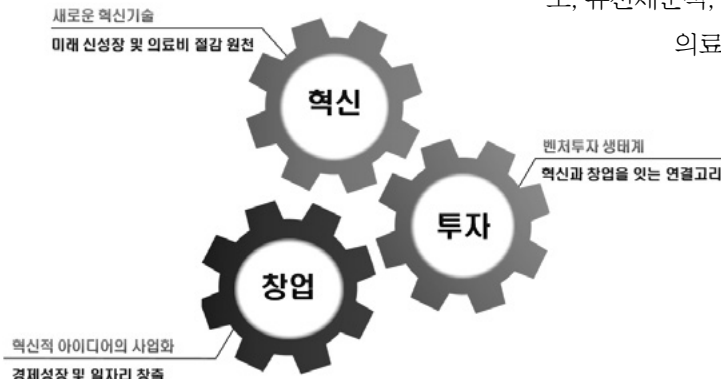 새로운 혁신기술
미래 신성장 및 의료비 절감 원천
의료
혁신
벤처투자 생태계
혁신과 창업을 잇는 연결고리
투자
창업
혁신적 아이디어의 사업화
경제성장 및 일자리 창출